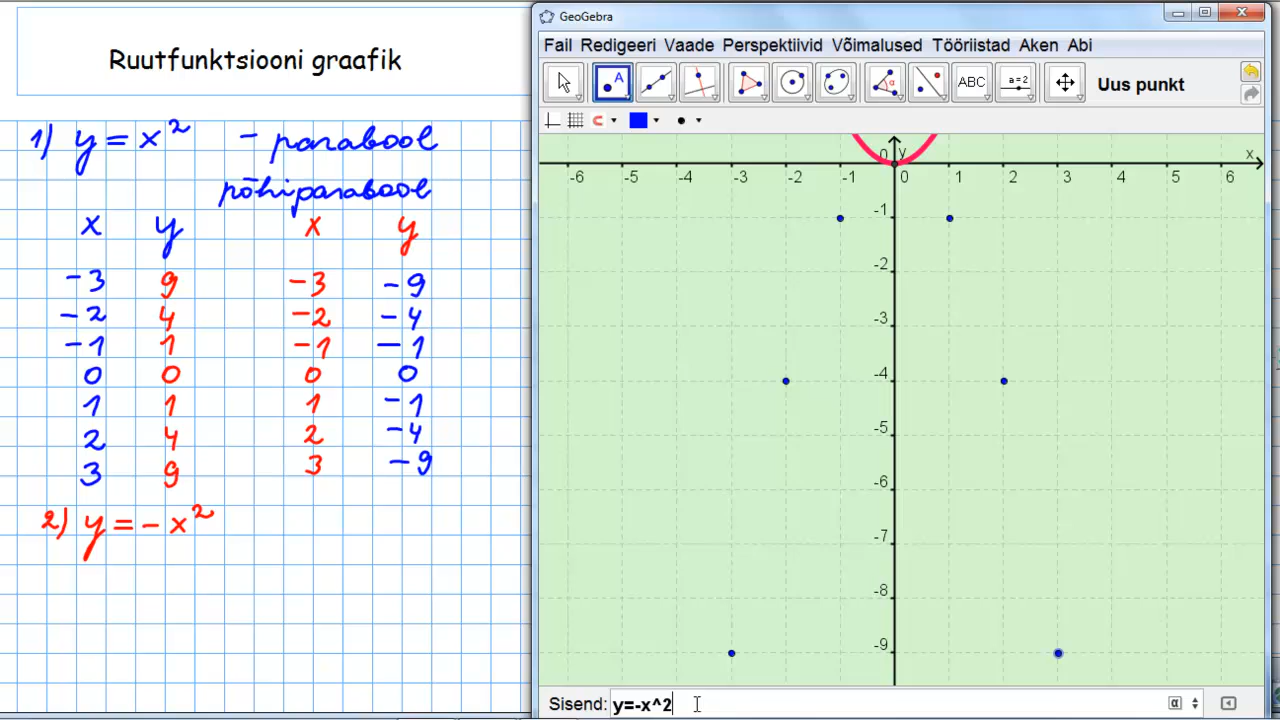 Ruutfunktsiooni graafik
1) y = x² - parabool
põhiparabool
x y x y
-3 9 -3 -9
-2 4 -2 -4
-1 1 -1 -1
0 0 0 0
1 1 1 -1
2 4 2 -4
3 9 3 -9
2) y = - x²
GeoGebra
Fail Redigeeri Vaade Perspektiivid Võimalused Tööriistad Aken Abi
A ABC a=2 Uus punkt
0 y x
-6 -5 -4 -3 -2 -1 0 1 2 3 4 5 6
-1
-2
-3
-4
-5
-6
-7
-8
-9
Sisend: y=-x^2 α